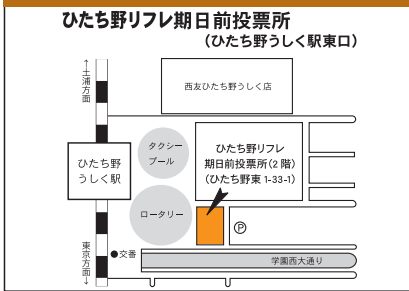 ひたち野リフレ期日前投票所
(ひたち野うしく駅東口)
←土浦方面
西友ひたち野うしく店
タクシー
プール
ひたち野リフレ
期日前投票所(2階)
(ひたち野東1-33-1)
ひたち野
うしく駅
ロータリー
P
東京方面→
●交番
学園西大通り